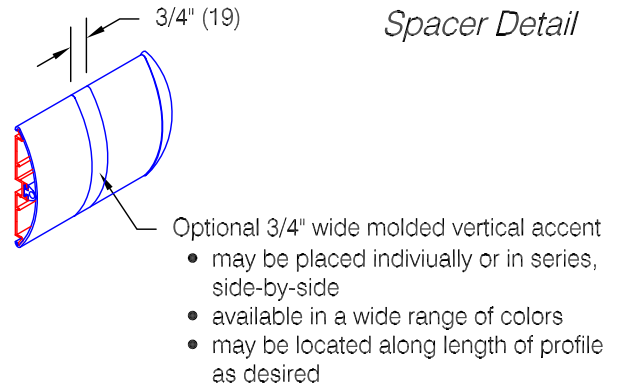 3/4" (19)
Spacer Detail
Optional 3/4" wide molded vertical accent
• may be placed indiviually or in series,
side-by-side
• available in a wide range of colors
• may be located along length of profile
as desired